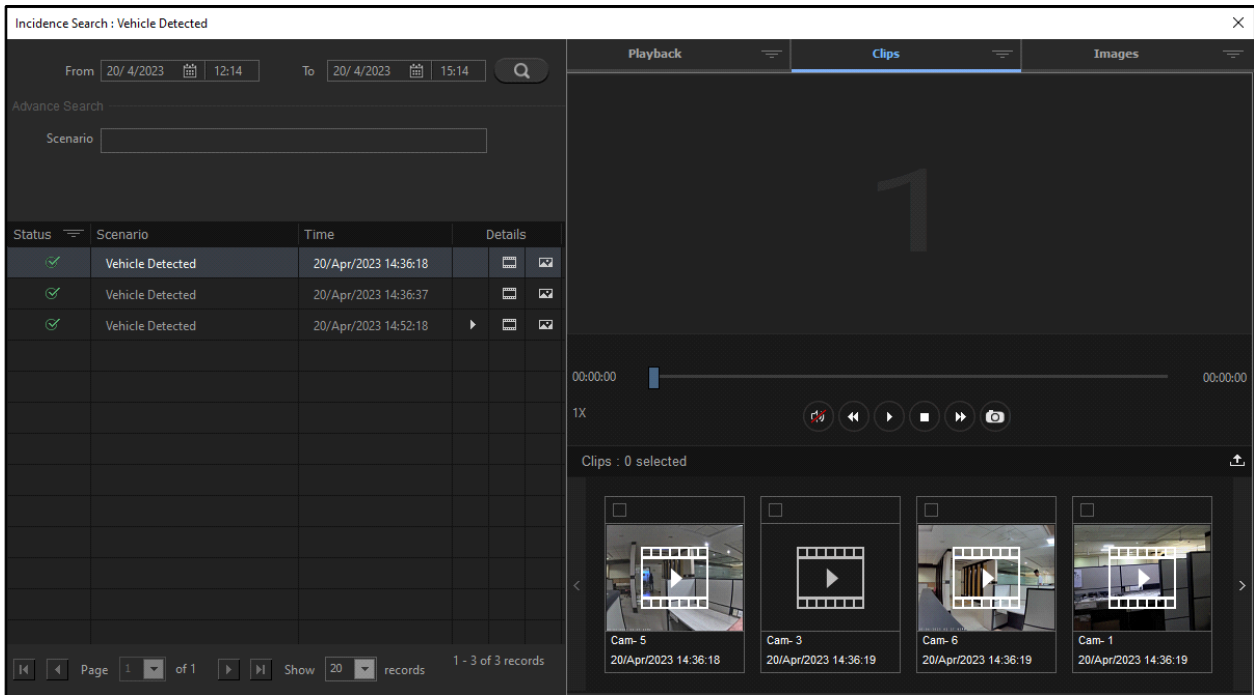 Incidence Search : Vehicle Detected
From 20/ 4/2023 12:14 To 20/ 4/2023 15:14
Advance Search
Scenario
Status Scenario Time Details
Vehicle Detected 20/Apr/2023 14:36:18
Vehicle Detected 20/Apr/2023 14:36:37
Vehicle Detected 20/Apr/2023 14:52:18
Page 1 of 1 Show 20 records 1 - 3 of 3 records
Playback Clips Images
1
00:00:00 00:00:00
1X
Clips : 0 selected
Cam- 5 Cam- 3 Cam- 6 Cam- 1
20/Apr/2023 14:36:18 20/Apr/2023 14:36:19 20/Apr/2023 14:36:19 20/Apr/2023 14:36:19